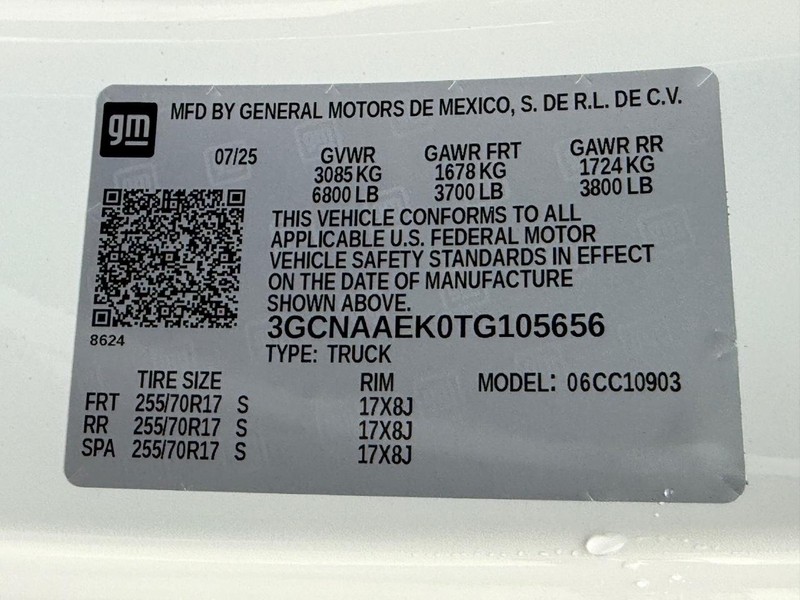 gm
MFD BY GENERAL MOTORS DE MEXICO, S. DE R.L. DE C.V.
07/25 GVWR GAWR FRT GAWR RR
3085 KG 1678 KG 1724 KG
6800 LB 3700 LB 3800 LB
THIS VEHICLE CONFORMS TO ALL
APPLICABLE U.S. FEDERAL MOTOR
VEHICLE SAFETY STANDARDS IN EFFECT
ON THE DATE OF MANUFACTURE
SHOWN ABOVE.
3GCNAAEK0TG105656
8624
TYPE: TRUCK
TIRE SIZE RIM MODEL: 06CC10903
FRT 255/70R17 S 17X8J
RR 255/70R17 S 17X8J
SPA 255/70R17 S 17X8J